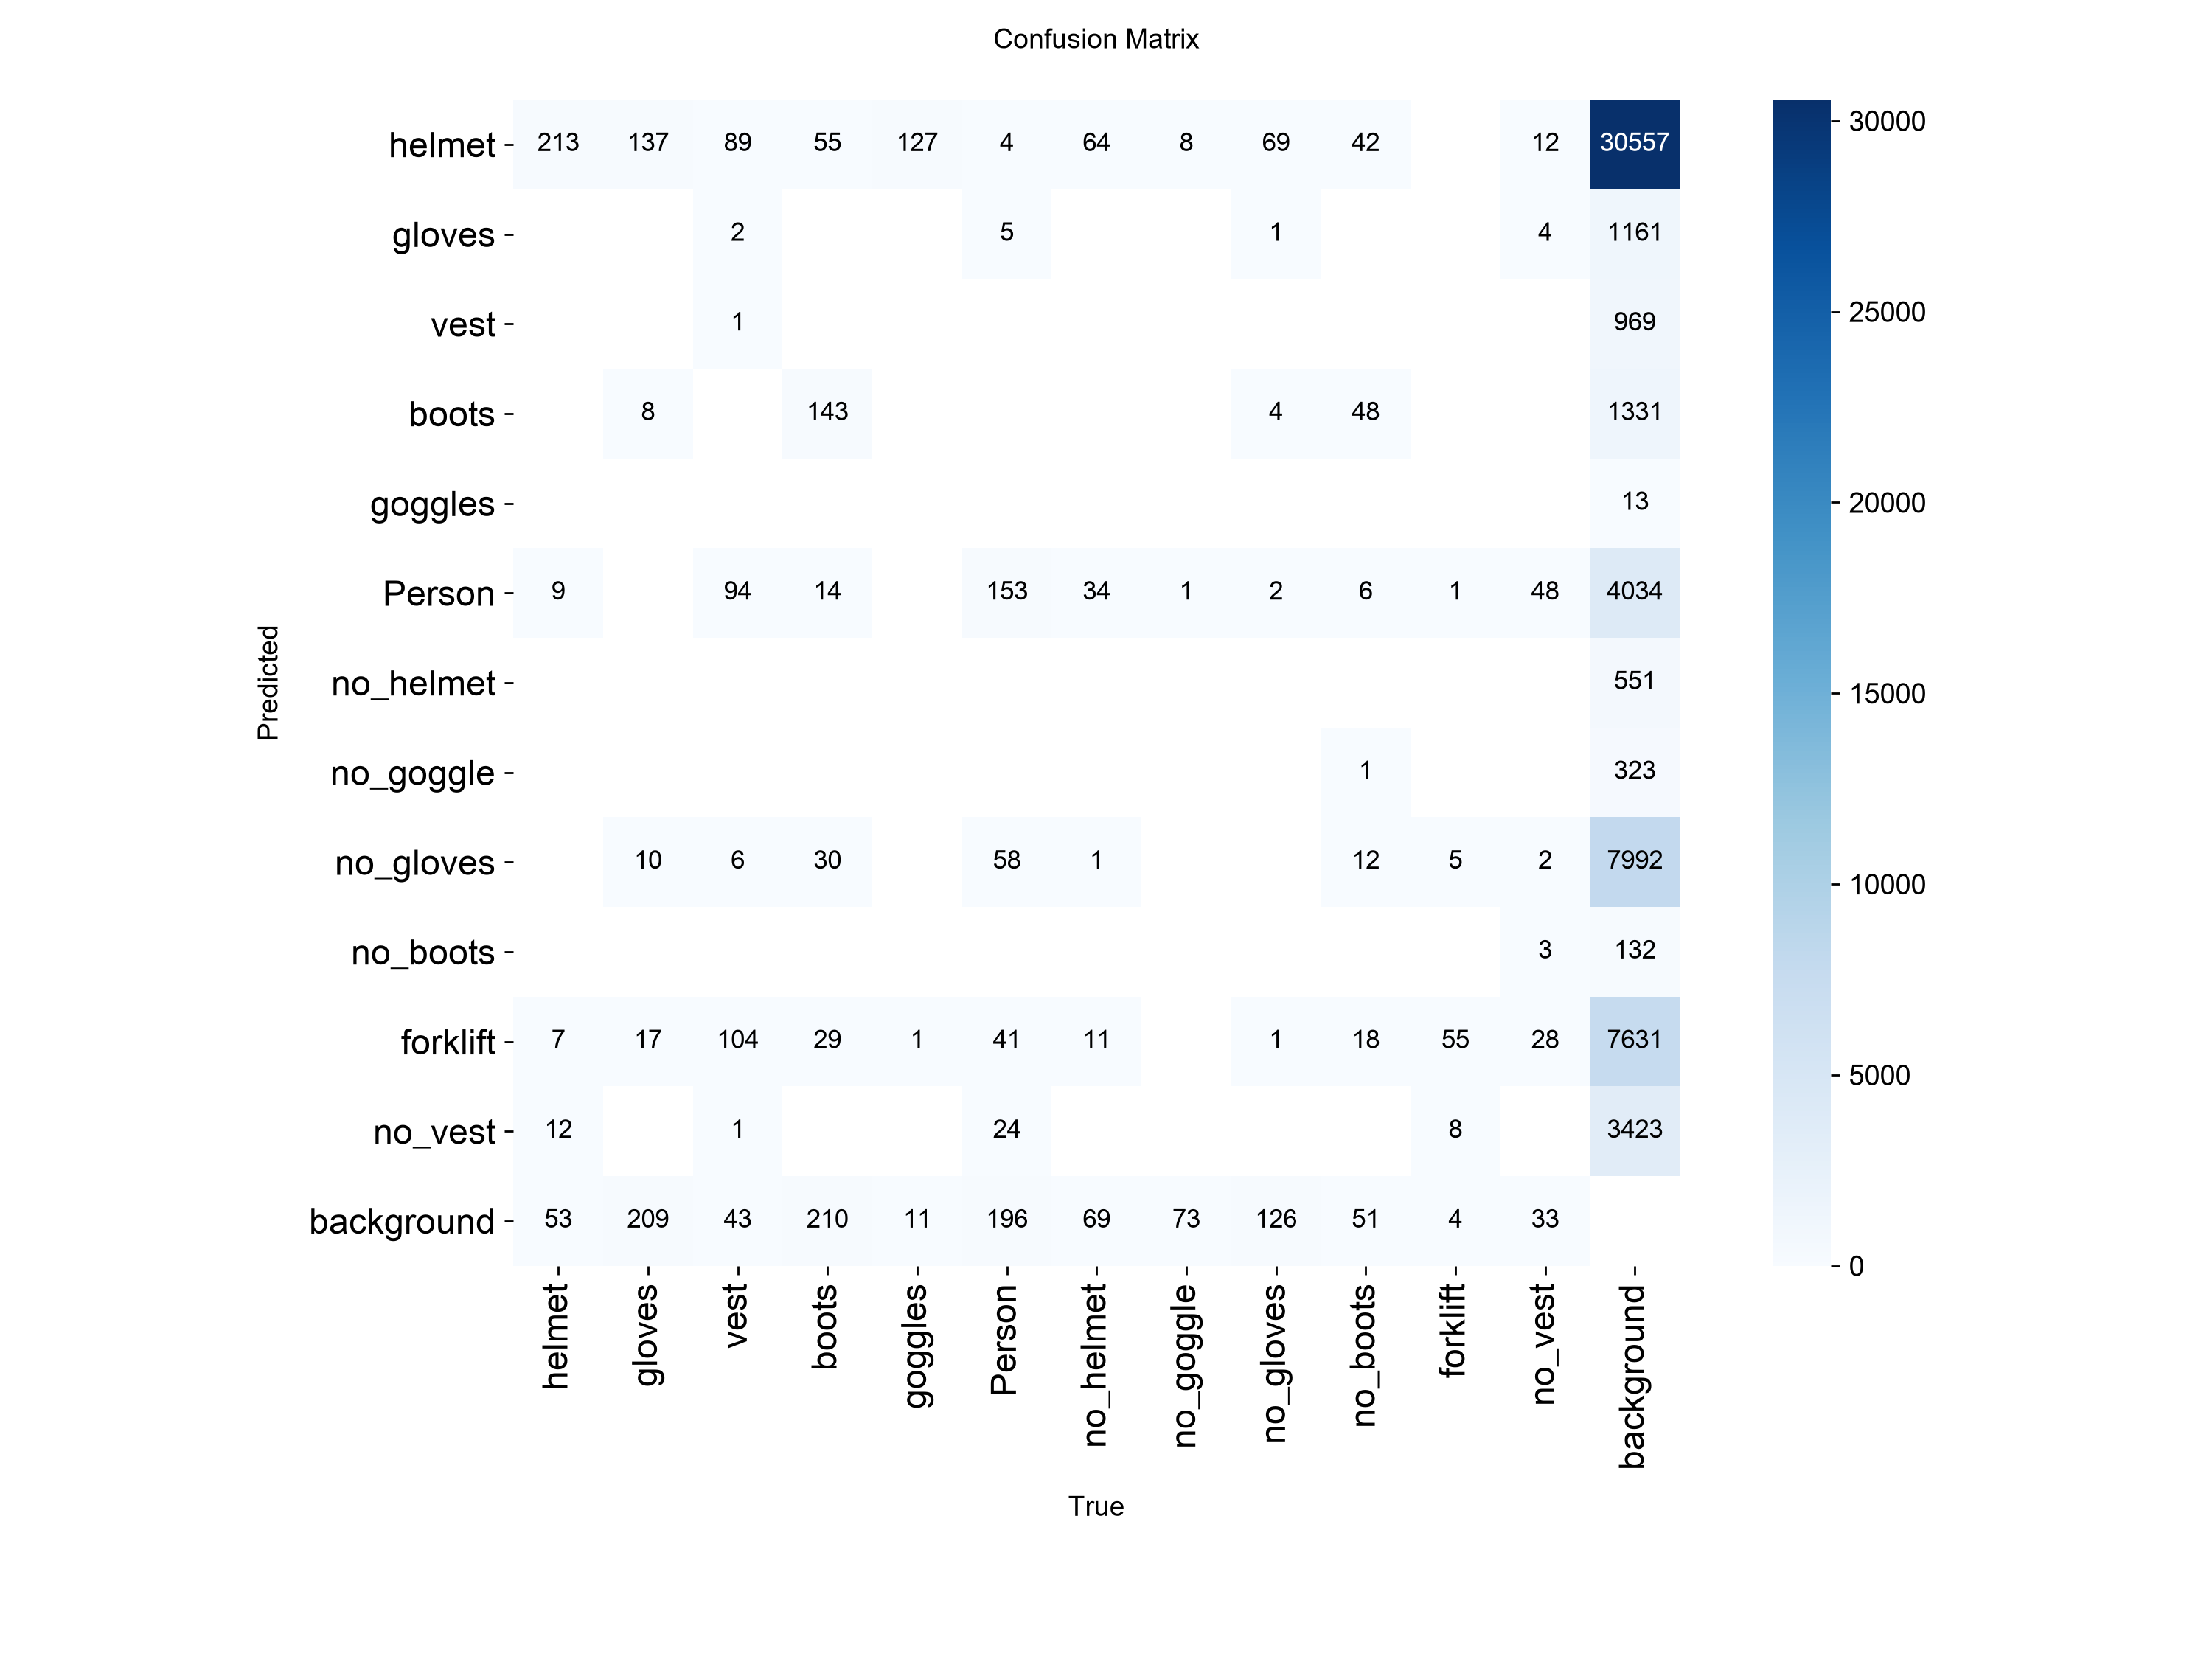 Confusion Matrix
helmet 213 137 89 55 127 4 64 8 69 42 12 30557
gloves 2 5 1 4 1161
vest 1 969
boots 8 143 4 48 1331
goggles 13
Person 9 94 14 153 34 1 2 6 1 48 4034
no_helmet 551
no_goggle 1 323
no_gloves 10 6 30 58 1 12 5 2 7992
no_boots 3 132
forklift 7 17 104 29 1 41 11 1 18 55 28 7631
no_vest 12 1 24 8 3423
background 53 209 43 210 11 196 69 73 126 51 4 33
Predicted
helmet gloves vest boots goggles Person no_helmet no_goggle no_gloves no_boots forklift no_vest background
True
30000
25000
20000
15000
10000
5000
0